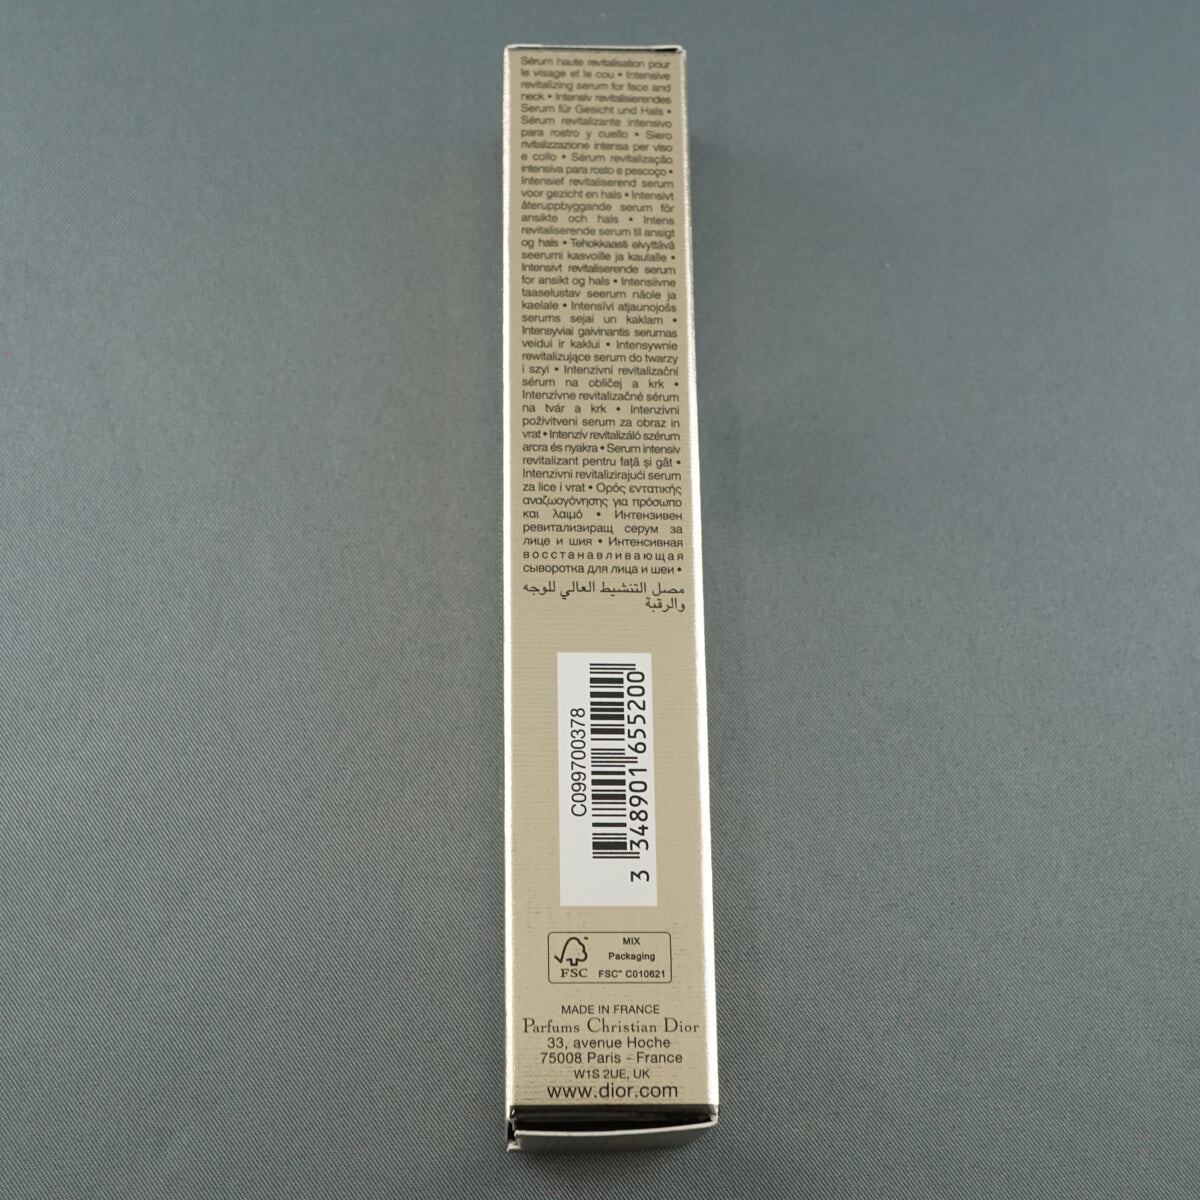 Sérum haute revitalisation pour
le visage et le cou • Intensive
revitalizing serum for face and
neck • Intensiv revitalisierendes
Serum für Gesicht und Hals •
Sérum revitalizante intensivo
para rostro y cuello • Siero
rivitalizzazione intensa per viso
e collo • Sérum revitalização
intensiva para rosto e pescoço •
Intensief revitaliserend serum
voor gezicht en hals • Intensivt
återuppbyggande serum för
ansikte och hals • Intens
revitaliserende serum til ansigt
og hals • Tehokkaasti elvyttävä
seerumi kasvoille ja kaulalle •
Intensivt revitaliserende serum
for ansikt og hals • Intensiivne
taaselustav seerum näole ja
kaelale • Intensīvi atjaunojošs
serums sejai un kaklam •
Intensyviai gaivinantis serumas
veidui ir kaklui • Intensywnie
rewitalizujące serum do twarzy
i szyi • Intenzivní revitalizační
sérum na obličej a krk •
Intenzívne revitalizačné sérum
na tvár a krk • Intenzivni
poživitveni serum za obraz in
vrat • Intenzív revitalizáló szérum
arcra és nyakra • Serum intensiv
revitalizant pentru față și gât •
Intenzivni revitalizirajući serum
za lice i vrat • Ορός εντατικής
αναζωογόνησης για πρόσωπο
και λαιμό • Интензивен
ревитализиращ серум за
лице и шия • Интенсивная
восстанавливающая
сыворотка для лица и шеи •
مصل التنشيط العالي للوجه
والرقبة
C099700378
3 348901 655200
MIX
Packaging
FSC™ C010621
FSC
MADE IN FRANCE
Parfums Christian Dior
33, avenue Hoche
75008 Paris - France
W1S 2UE, UK
www.dior.com